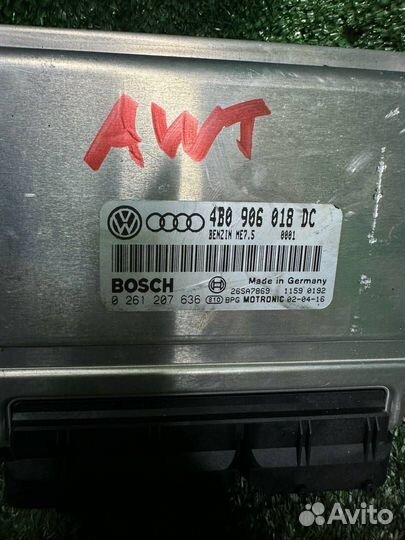 AWT
4B0 906 018 DC
BENZIN ME7.5 0001
BOSCH Made in Germany
26SA7869 1159 0192
0 261 207 636 BPG MOTRONIC 02-04-16
Avito